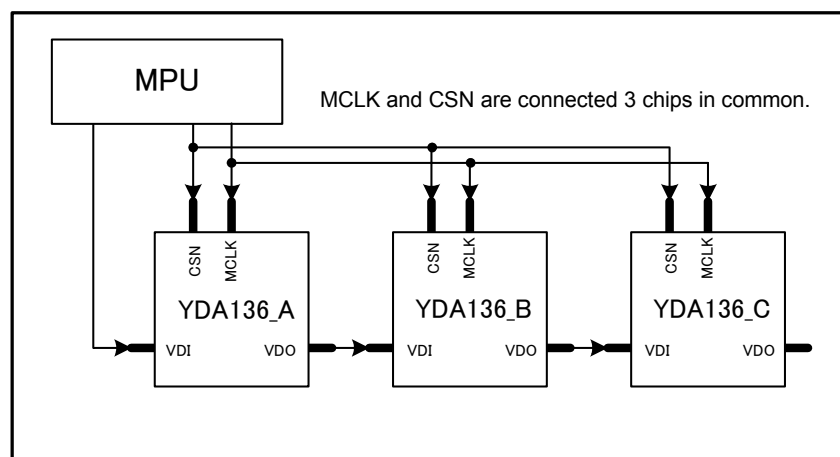 MPU
MCLK and CSN are connected 3 chips in common.
CSN
MCLK
YDA136_A
VDI
VDO
CSN
MCLK
YDA136_B
VDI
VDO
CSN
MCLK
YDA136_C
VDI
VDO